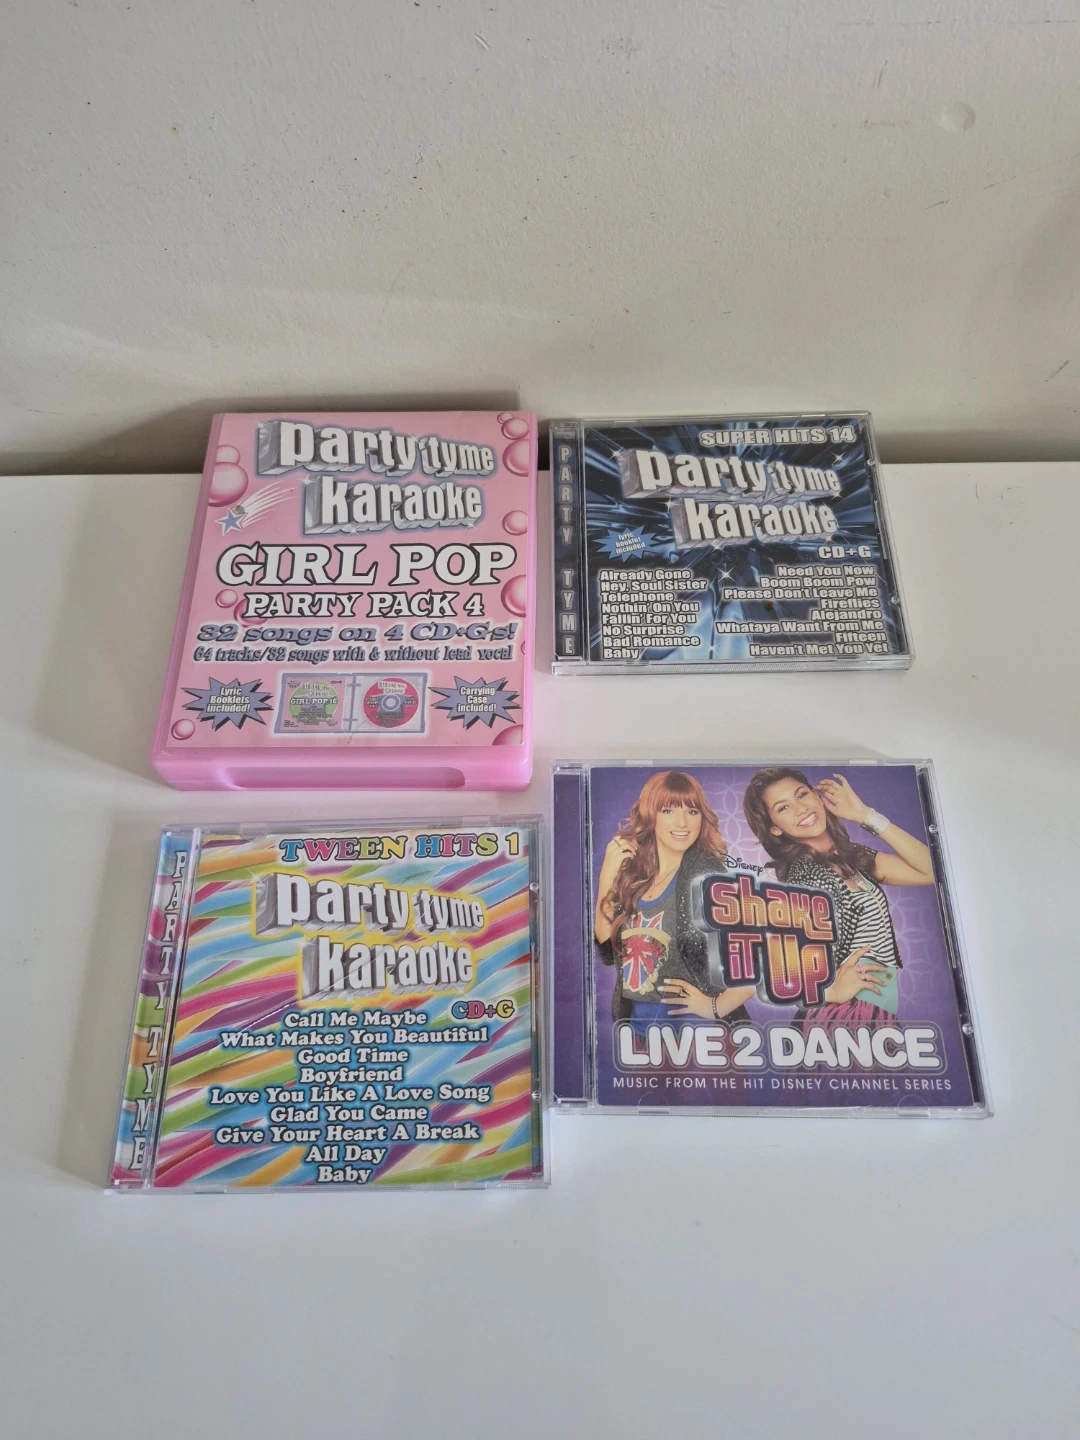 party tyme
karaoke
GIRL POP
PARTY PACK 4
32 songs on 4 CD+G's!
64 tracks/32 songs with & without lead vocal
Lyric
Booklets
Included!
GIRL POP 16
Carrying
Case
Included!
PARTY TYME
SUPER HITS 14
party tyme
karaoke
CD+G
lyric
booklet
included
Already Gone
Hey, Soul Sister
Telephone
Nothin' On You
Fallin' For You
No Surprise
Bad Romance
Baby
Need You Now
Boom Boom Pow
Please Don't Leave Me
Fireflies
Alejandro
Whataya Want From Me
Fifteen
Haven't Met You Yet
PARTY TYME
TWEEN HITS 1
party tyme
karaoke
CD+G
Call Me Maybe
What Makes You Beautiful
Good Time
Boyfriend
Love You Like A Love Song
Glad You Came
Give Your Heart A Break
All Day
Baby
Disney
Shake
it Up
LIVE 2 DANCE
MUSIC FROM THE HIT DISNEY CHANNEL SERIES